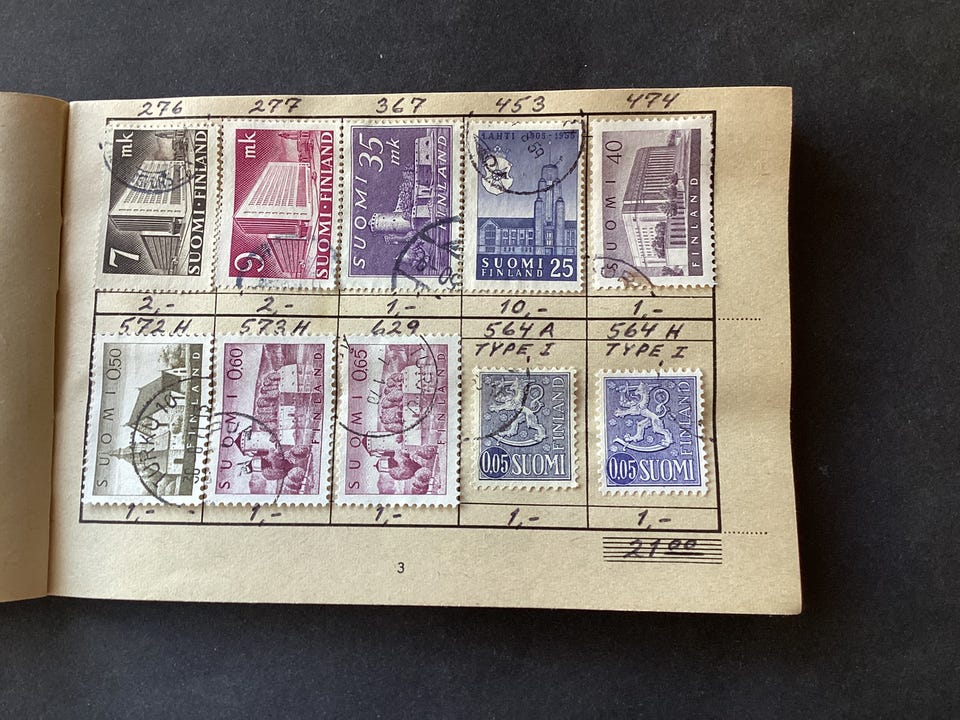 276 277 367 453 474
7 mk SUOMI·FINLAND
9 mk SUOMI·FINLAND
SUOMI 35 mk FINLAND
LAHTI 1905-1955
SUOMI
FINLAND 25
SUOMI 40 FINLAND
2,- 2,- 1,- 10,- 1,-
572 H 573 H 629 564 A 564 H
TYPE I TYPE I
SUOMI 0,50 FINLAND
TURKU
SUOMI 0,60 FINLAND
SUOMI 0,65 FINLAND
FINLAND
0,05 SUOMI
FINLAND
0,05 SUOMI
1,- 1,- 1,- 1,- 1,-
21 00
3